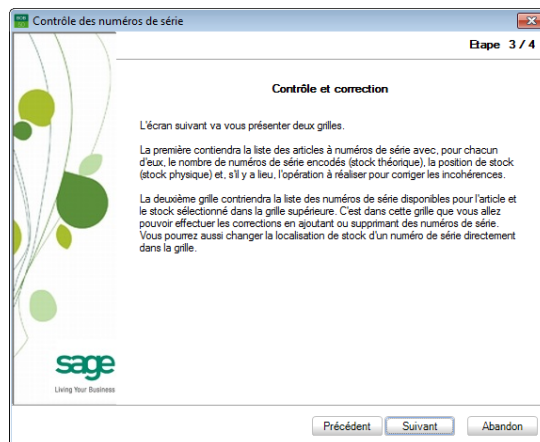 Contrôle des numéros de série
Etape 3 / 4
Contrôle et correction
L'écran suivant va vous présenter deux grilles.
La première contiendra la liste des articles à numéros de série avec, pour chacun
d'eux, le nombre de numéros de série encodés (stock théorique), la position de stock
(stock physique) et, s'il y a lieu, l'opération à réaliser pour corriger les incohérences.
La deuxième grille contriendra la liste des numéros de série disponibles pour l'article et
le stock sélectionné dans la grille supérieure. C'est dans cette grille que vous allez
pouvoir effectuer les corrections en ajoutant ou supprimant des numéros de série.
Vous pourrez aussi changer la localisation de stock d'un numéro de série directement
dans la grille.
sage
Living Your Business
Précédent
Suivant
Abandon